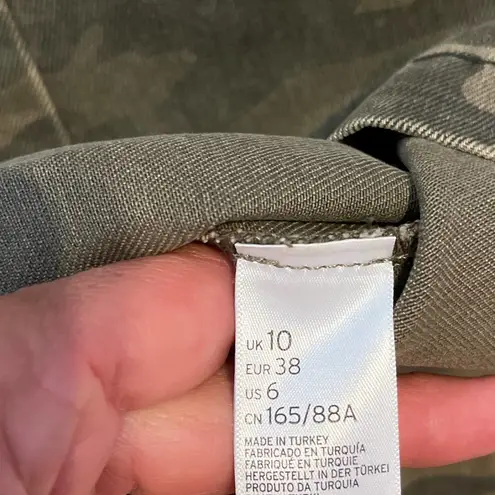 UK 10
EUR 38
US 6
CN 165/88A
MADE IN TURKEY
FABRICADO EN TURQUÍA
FABRIQUÉ EN TURQUIE
HERGESTELLT IN DER TÜRKEI
PRODUTO DA TURQUIA